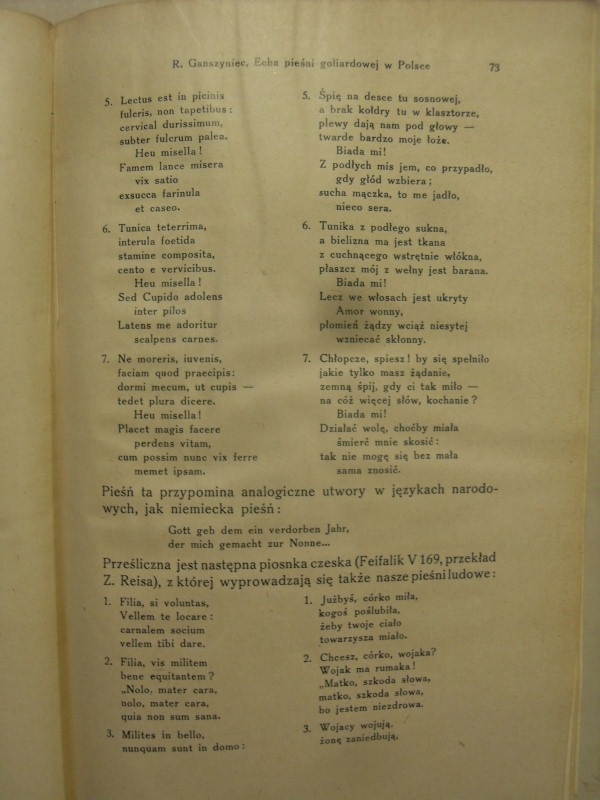 R. Ganszyniec, Echa pieśni goliardowej w Polsce 73
5. Lectus est in picinis
fulcris, non tapetibus :
cervical durissimum,
subter fulcrum palea.
Heu misella !
Famem lance misera
vix satio
exsucca farinula
et caseo.
6. Tunica teterrima,
interula foetida
stamine composita,
cento e vervicibus.
Heu misella !
Sed Cupido adolens
inter pilos
Latens me adoritur
scalpens carnes.
7. Ne moreris, iuvenis,
faciam quod praecipis:
dormi mecum, ut cupis —
tedet plura dicere.
Heu misella !
Placet magis facere
perdens vitam,
cum possim nunc vix ferre
memet ipsam.
5. Śpię na desce tu sosnowej,
a brak kołdry tu w klasztorze,
plewy dają nam pod głowy —
twarde bardzo moje łoże.
Biada mi!
Z podłych mis jem, co przypadło,
gdy głód wzbiera ;
sucha mączka, to me jadło,
nieco sera.
6. Tunika z podłego sukna,
a bielizna ma jest tkana
z cuchnącego wstrętnie włókna,
płaszcz mój z wełny jest barana.
Biada mi!
Lecz we włosach jest ukryty
Amor wonny,
płomień żądzy wciąż niesytej
wzniecać skłonny.
7. Chłopcze, spiesz! by się spełniło
jakie tylko masz żądanie,
zemną śpij, gdy ci tak miło —
na cóż więcej słów, kochanie ?
Biada mi!
Działać wolę, choćby miała
śmierć mnie skosić :
tak nie mogę się bez mała
sama znosić.
Pieśń ta przypomina analogiczne utwory w językach narodo-
wych, jak niemiecka pieśń :
Gott geb dem ein verdorben Jahr,
der mich gemacht zur Nonne...
Prześliczna jest następna piosnka czeska (Feifalik V 169, przekład
Z. Reisa), z której wyprowadzają się także nasze pieśni ludowe :
1. Filia, si voluntas,
Vellem te locare :
carnalem socium
vellem tibi dare.
2. Filia, vis militem
bene equitantem ?
„Nolo, mater cara,
nolo, mater cara,
quia non sum sana.
3. Milites in bello,
nunquam sunt in domo :
1. Jużbyś, córko miła,
kogoś poślubiła,
żeby twoje ciało
towarzysza miało.
2. Chcesz, córko, wojaka?
Wojak ma rumaka !
„Matko, szkoda słowa,
matko, szkoda słowa,
bo jestem niezdrowa.
3. Wojacy wojują,
żonę zaniedbują,